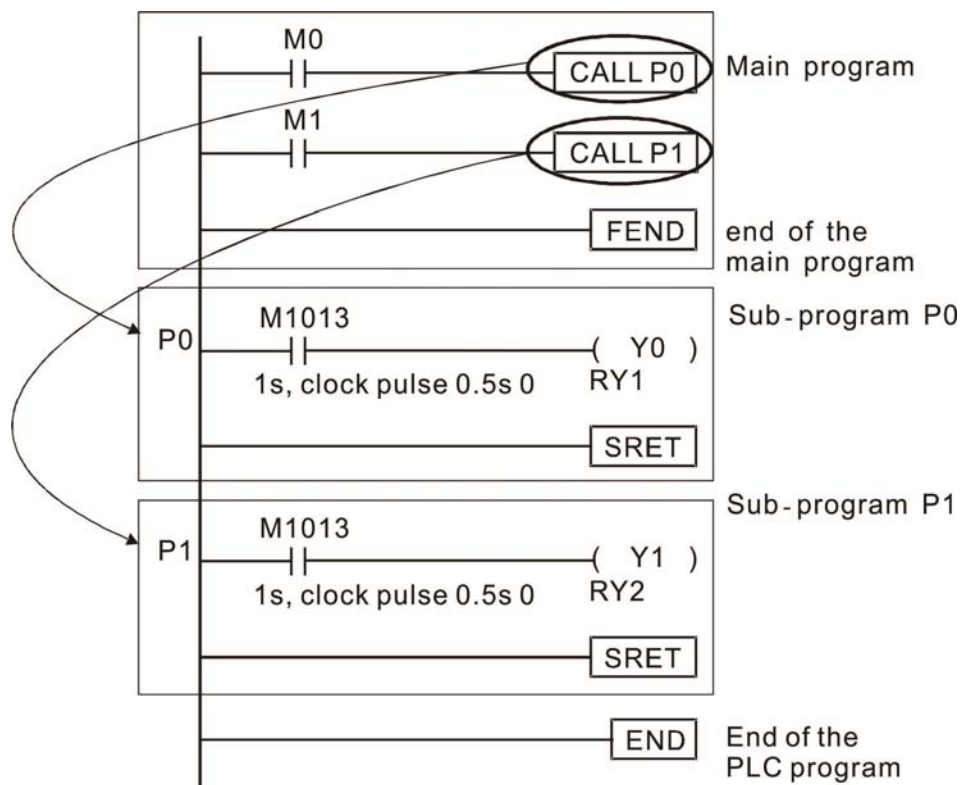 M0
CALL P0
Main program
M1
CALL P1
FEND
end of the
main program
Sub-program P0
P0
M1013
( Y0 )
1s, clock pulse 0.5s 0
RY1
SRET
Sub-program P1
P1
M1013
( Y1 )
1s, clock pulse 0.5s 0
RY2
SRET
END
End of the
PLC program